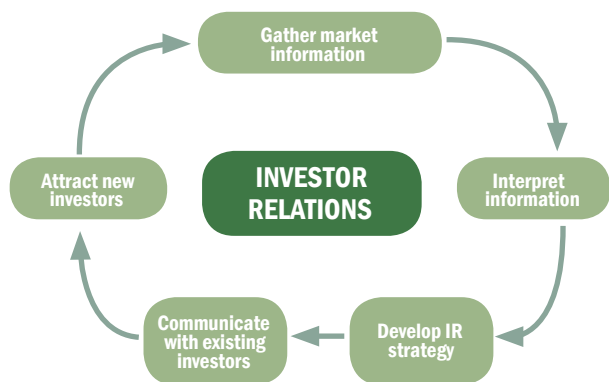 Gather market
information
Attract new
investors
INVESTOR
RELATIONS
Interpret
information
Communicate
with existing
investors
Develop IR
strategy